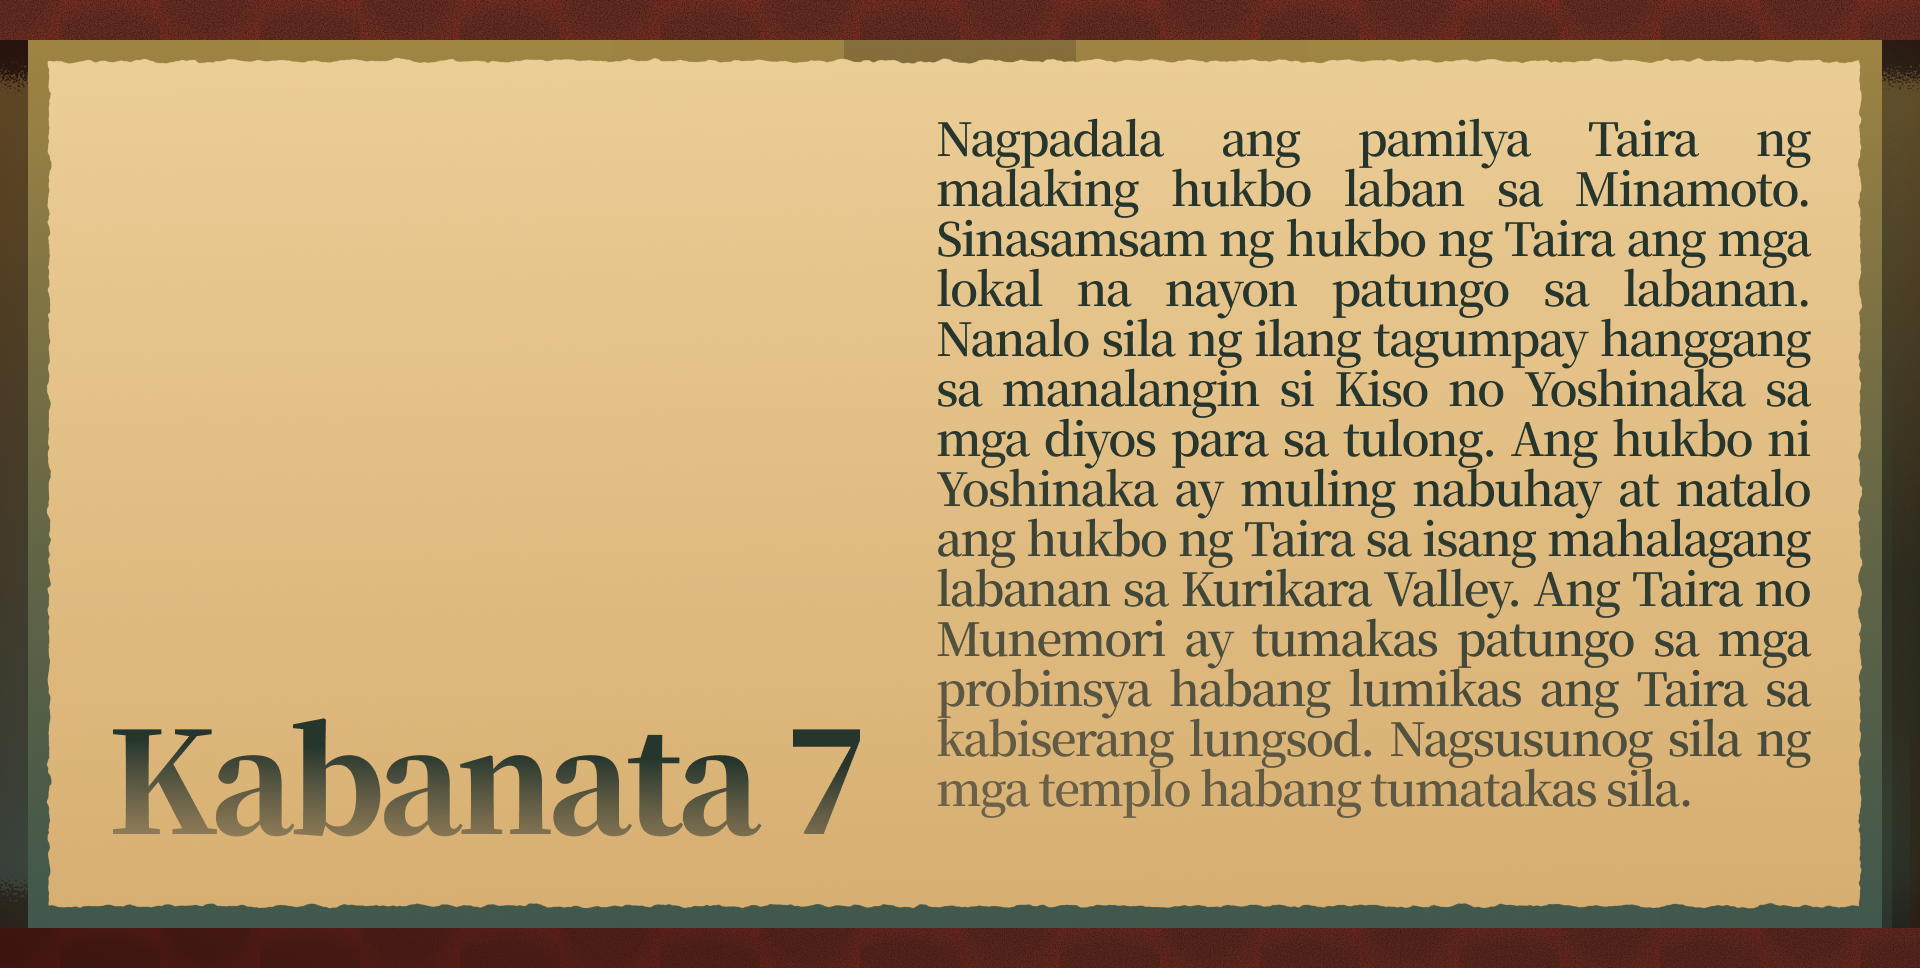 Kabanata 7
Nagpadala ang pamilya Taira ng
malaking hukbo laban sa Minamoto.
Sinasamsam ng hukbo ng Taira ang mga
lokal na nayon patungo sa labanan.
Nanalo sila ng ilang tagumpay hanggang
sa manalangin si Kiso no Yoshinaka sa
mga diyos para sa tulong. Ang hukbo ni
Yoshinaka ay muling nabuhay at natalo
ang hukbo ng Taira sa isang mahalagang
labanan sa Kurikara Valley. Ang Taira no
Munemori ay tumakas patungo sa mga
probinsya habang lumikas ang Taira sa
kabiserang lungsod. Nagsusunog sila ng
mga templo habang tumatakas sila.